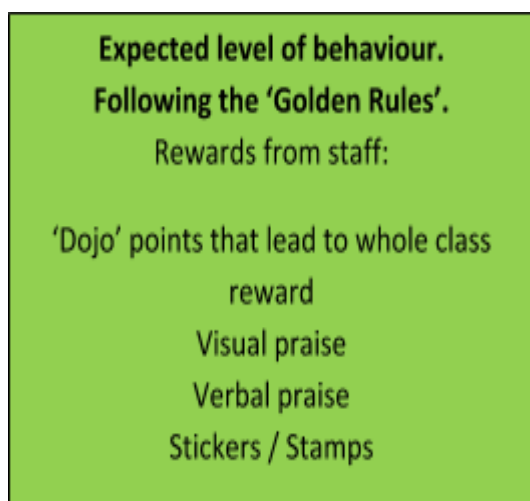 Expected level of behaviour.
Following the ‘Golden Rules’.
Rewards from staff:
‘Dojo’ points that lead to whole class
reward
Visual praise
Verbal praise
Stickers / Stamps